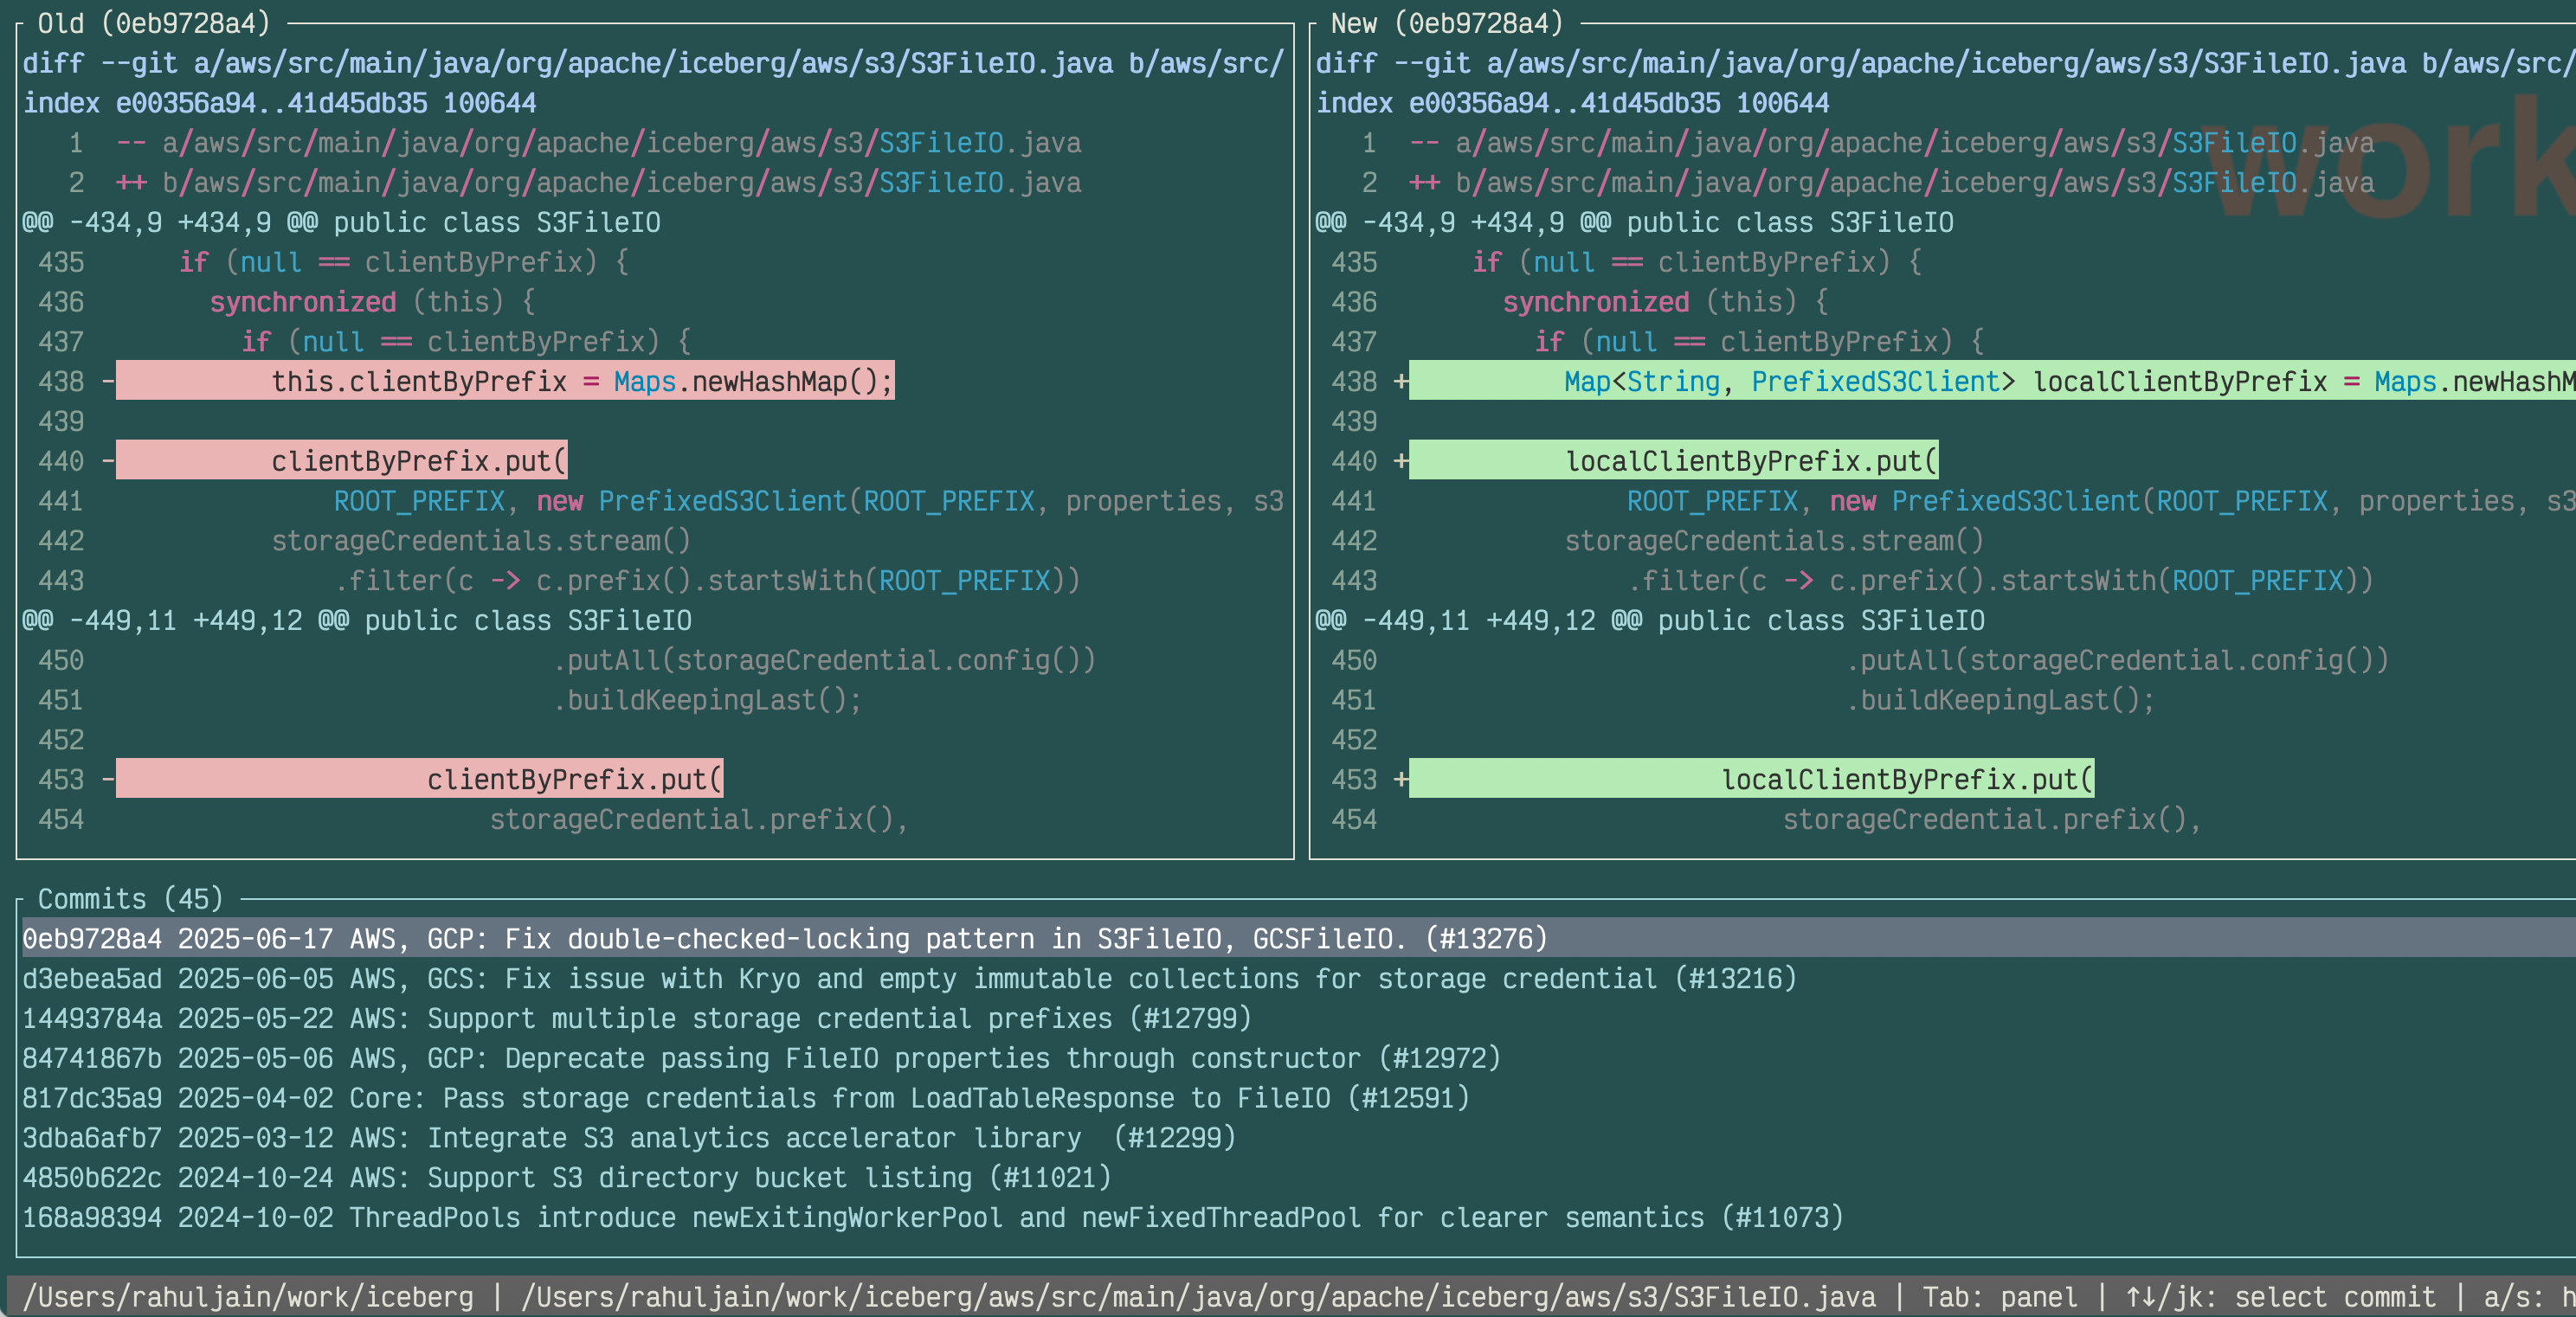 Old (0eb9728a4)
diff --git a/aws/src/main/java/org/apache/iceberg/aws/s3/S3FileIO.java b/aws/src/
index e00356a94..41d45db35 100644
1 -- a/aws/src/main/java/org/apache/iceberg/aws/s3/S3FileIO.java
2 ++ b/aws/src/main/java/org/apache/iceberg/aws/s3/S3FileIO.java
@@ -434,9 +434,9 @@ public class S3FileIO
435 if (null == clientByPrefix) {
436 synchronized (this) {
437 if (null == clientByPrefix) {
438 - this.clientByPrefix = Maps.newHashMap();
439
440 - clientByPrefix.put(
441 ROOT_PREFIX, new PrefixedS3Client(ROOT_PREFIX, properties, s3
442 storageCredentials.stream()
443 .filter(c -> c.prefix().startsWith(ROOT_PREFIX))
@@ -449,11 +449,12 @@ public class S3FileIO
450 .putAll(storageCredential.config())
451 .buildKeepingLast();
452
453 - clientByPrefix.put(
454 storageCredential.prefix(),
New (0eb9728a4)
diff --git a/aws/src/main/java/org/apache/iceberg/aws/s3/S3FileIO.java b/aws/src/
index e00356a94..41d45db35 100644
work
1 -- a/aws/src/main/java/org/apache/iceberg/aws/s3/S3FileIO.java
2 ++ b/aws/src/main/java/org/apache/iceberg/aws/s3/S3FileIO.java
@@ -434,9 +434,9 @@ public class S3FileIO
435 if (null == clientByPrefix) {
436 synchronized (this) {
437 if (null == clientByPrefix) {
438 + Map<String, PrefixedS3Client> localClientByPrefix = Maps.newHashM
439
440 + localClientByPrefix.put(
441 ROOT_PREFIX, new PrefixedS3Client(ROOT_PREFIX, properties, s3
442 storageCredentials.stream()
443 .filter(c -> c.prefix().startsWith(ROOT_PREFIX))
@@ -449,11 +449,12 @@ public class S3FileIO
450 .putAll(storageCredential.config())
451 .buildKeepingLast();
452
453 + localClientByPrefix.put(
454 storageCredential.prefix(),
Commits (45)
0eb9728a4 2025-06-17 AWS, GCP: Fix double-checked-locking pattern in S3FileIO, GCSFileIO. (#13276)
d3ebea5ad 2025-06-05 AWS, GCS: Fix issue with Kryo and empty immutable collections for storage credential (#13216)
14493784a 2025-05-22 AWS: Support multiple storage credential prefixes (#12799)
84741867b 2025-05-06 AWS, GCP: Deprecate passing FileIO properties through constructor (#12972)
817dc35a9 2025-04-02 Core: Pass storage credentials from LoadTableResponse to FileIO (#12591)
3dba6afb7 2025-03-12 AWS: Integrate S3 analytics accelerator library  (#12299)
4850b622c 2024-10-24 AWS: Support S3 directory bucket listing (#11021)
168a98394 2024-10-02 ThreadPools introduce newExitingWorkerPool and newFixedThreadPool for clearer semantics (#11073)
/Users/rahuljain/work/iceberg | /Users/rahuljain/work/iceberg/aws/src/main/java/org/apache/iceberg/aws/s3/S3FileIO.java | Tab: panel | ↑↓/jk: select commit | a/s: h